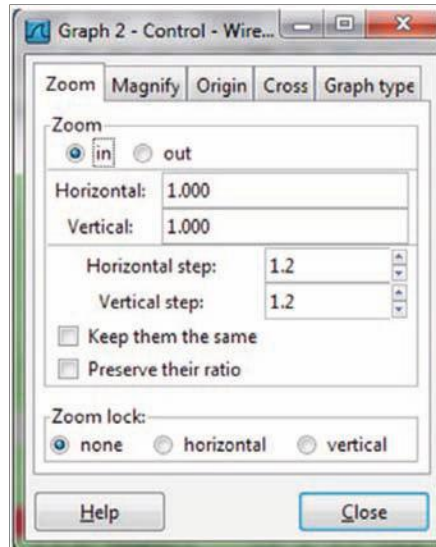 Graph 2 - Control - Wire...
Zoom Magnify Origin Cross Graph type
Zoom
in out
Horizontal: 1.000
Vertical: 1.000
Horizontal step: 1.2
Vertical step: 1.2
Keep them the same
Preserve their ratio
Zoom lock:
none horizontal vertical
Help Close